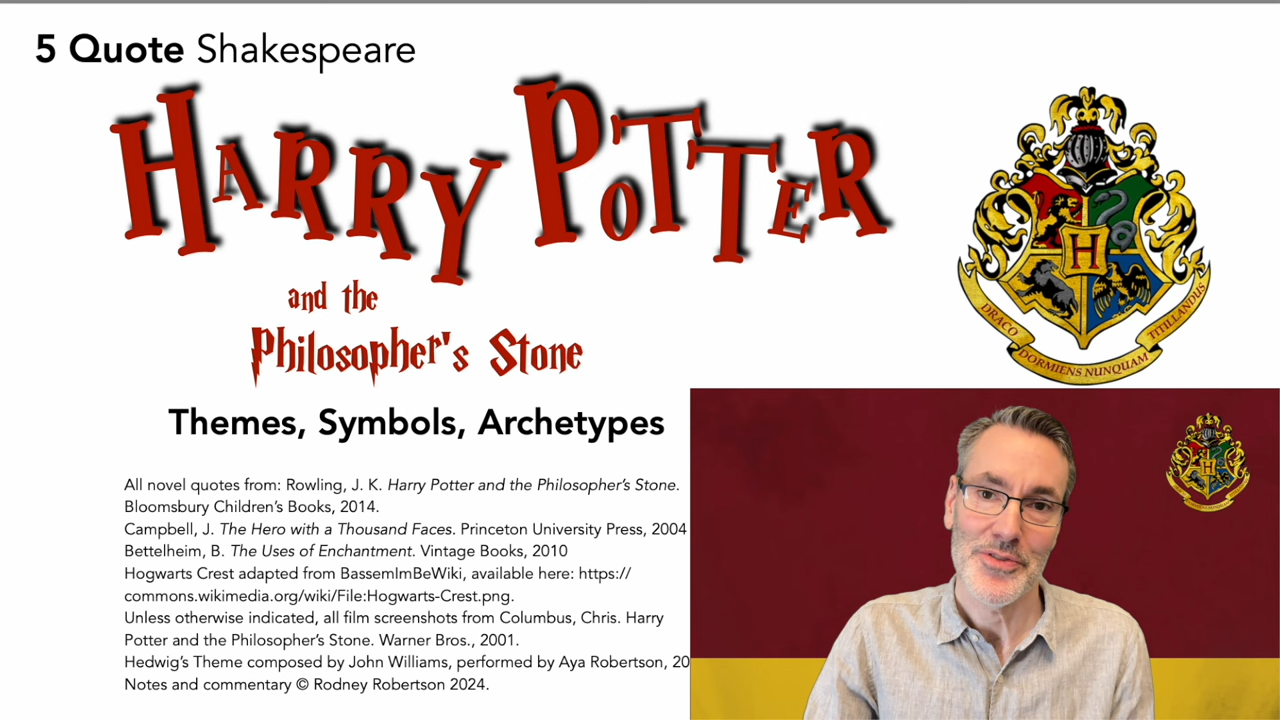 5 Quote Shakespeare
HARRY POTTER
and the
Philosopher's Stone
H
DRACO DORMIENS NUNQUAM TITILLANDUS
Themes, Symbols, Archetypes
All novel quotes from: Rowling, J. K. Harry Potter and the Philosopher's Stone.
Bloomsbury Children's Books, 2014.
Campbell, J. The Hero with a Thousand Faces. Princeton University Press, 2004
Bettelheim, B. The Uses of Enchantment. Vintage Books, 2010
Hogwarts Crest adapted from BassemImBeWiki, available here: https://
commons.wikimedia.org/wiki/File:Hogwarts-Crest.png.
Unless otherwise indicated, all film screenshots from Columbus, Chris. Harry
Potter and the Philosopher's Stone. Warner Bros., 2001.
Hedwig's Theme composed by John Williams, performed by Aya Robertson, 20
Notes and commentary © Rodney Robertson 2024.
H